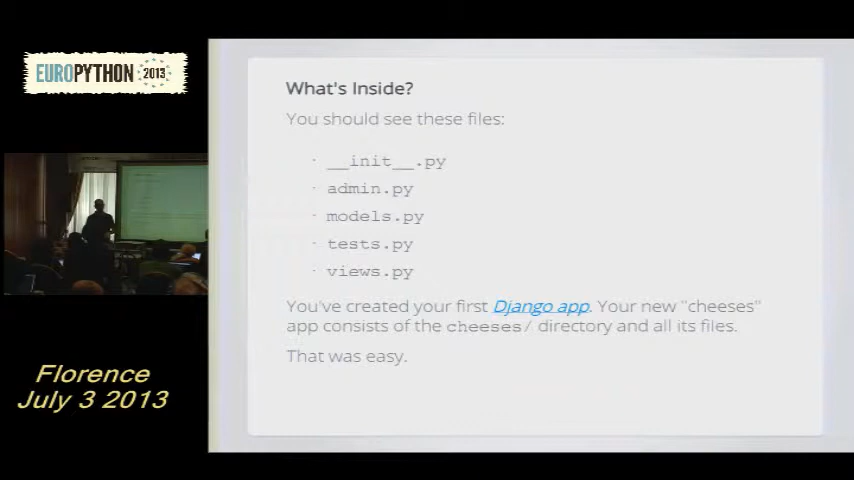 EUROPYTHON 2013
What's Inside?
You should see these files:
· __init__.py
· admin.py
· models.py
· tests.py
· views.py
You've created your first Django app. Your new "cheeses"
app consists of the cheeses/ directory and all its files.
That was easy.
Florence
July 3 2013